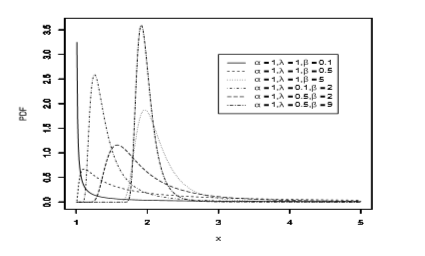 3.5
3.0
2.5
2.0
1.5
1.0
0.5
0.0
PDF
α = 1,λ = 1,β = 0.1
α = 1,λ = 1,β = 0.5
α = 1,λ = 1,β = 5
α = 1,λ = 0.1,β = 2
α = 1,λ = 0.5,β = 2
α = 1,λ = 0.5,β = 9
1 2 3 4 5
x